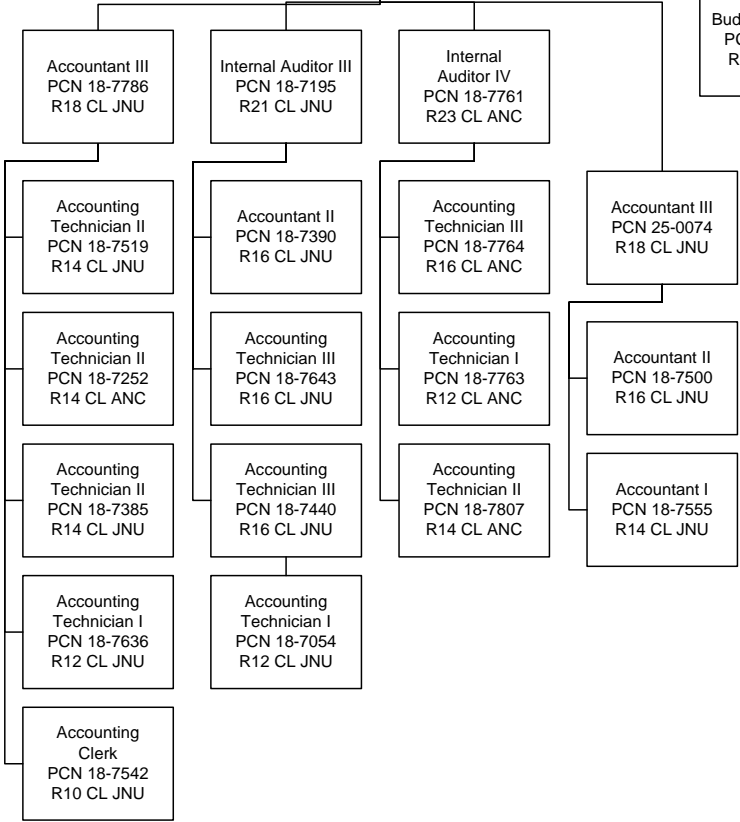 Accountant III
PCN 18-7786
R18 CL JNU
Accounting
Technician II
PCN 18-7519
R14 CL JNU
Accounting
Technician II
PCN 18-7252
R14 CL ANC
Accounting
Technician II
PCN 18-7385
R14 CL JNU
Accounting
Technician I
PCN 18-7636
R12 CL JNU
Accounting
Clerk
PCN 18-7542
R10 CL JNU
Internal Auditor III
PCN 18-7195
R21 CL JNU
Accountant II
PCN 18-7390
R16 CL JNU
Accounting
Technician III
PCN 18-7643
R16 CL JNU
Accounting
Technician III
PCN 18-7440
R16 CL JNU
Accounting
Technician I
PCN 18-7054
R12 CL JNU
Internal
Auditor IV
PCN 18-7761
R23 CL ANC
Accounting
Technician III
PCN 18-7764
R16 CL ANC
Accounting
Technician I
PCN 18-7763
R12 CL ANC
Accounting
Technician II
PCN 18-7807
R14 CL ANC
Accountant III
PCN 25-0074
R18 CL JNU
Accountant II
PCN 18-7500
R16 CL JNU
Accountant I
PCN 18-7555
R14 CL JNU